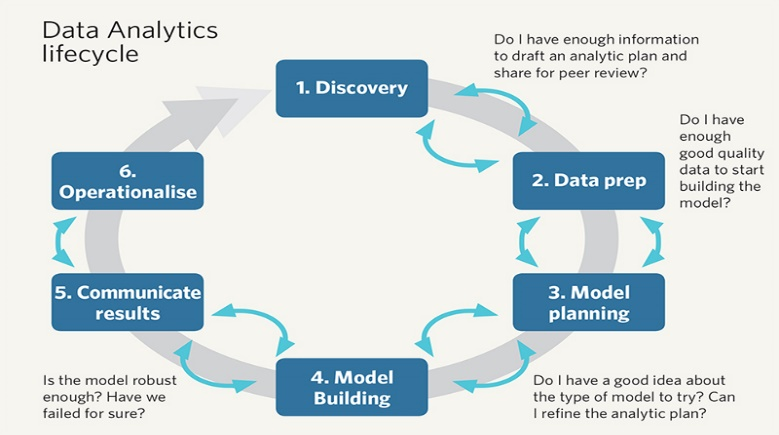 Data Analytics
lifecycle
1. Discovery
Do I have enough information
to draft an analytic plan and
share for peer review?
2. Data prep
Do I have
enough
good quality
data to start
building the
model?
3. Model
planning
Do I have a good idea about
the type of model to try? Can
I refine the analytic plan?
4. Model
Building
Is the model robust
enough? Have we
failed for sure?
5. Communicate
results
6.
Operationalise